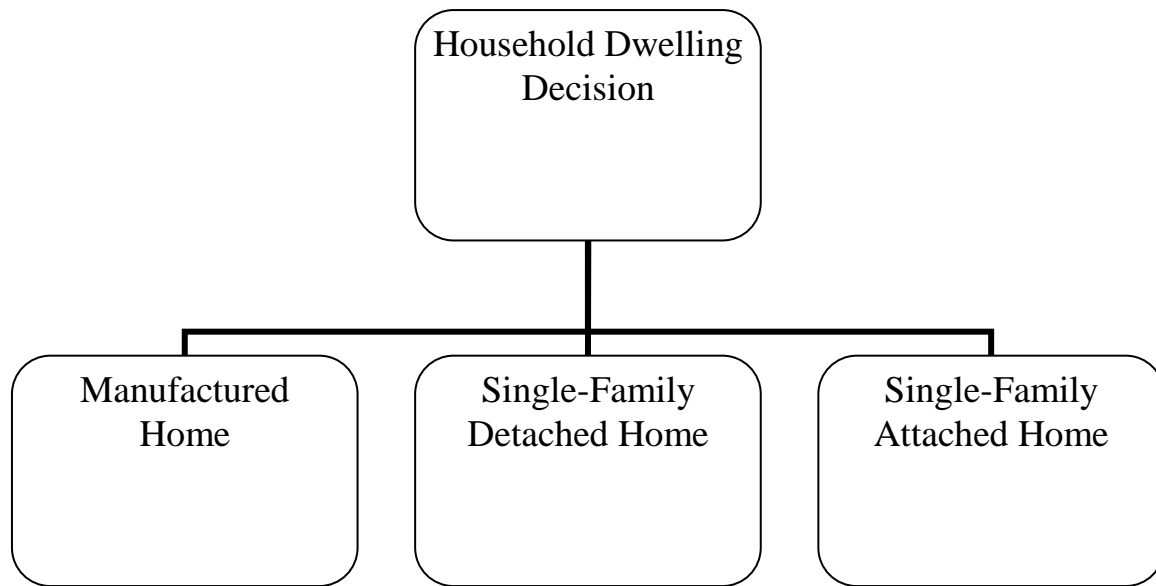 Household Dwelling
Decision
Manufactured
Home
Single-Family
Detached Home
Single-Family
Attached Home